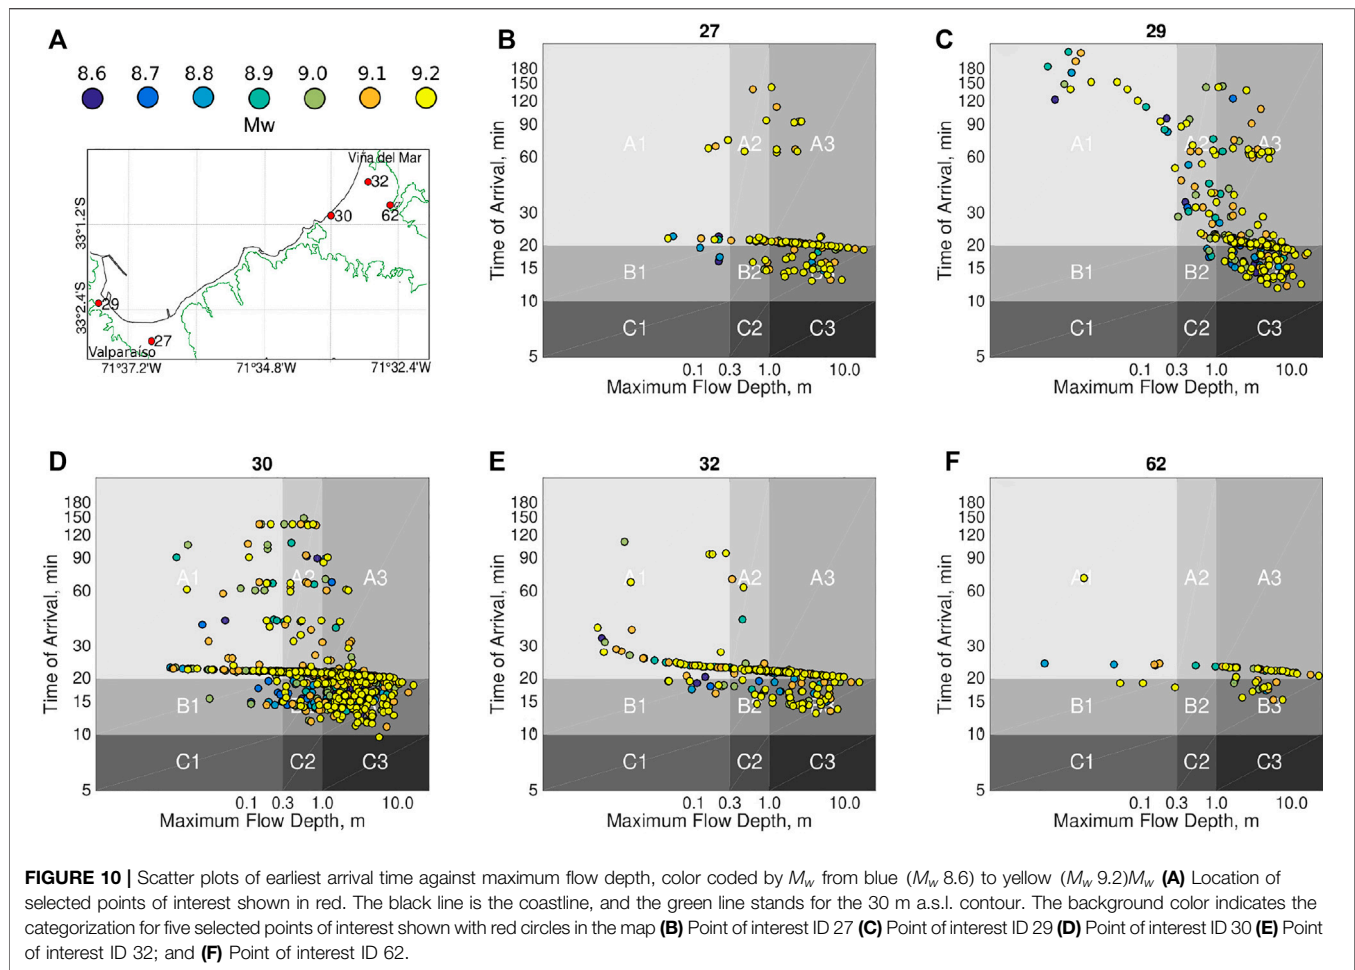 A
8.6 8.7 8.8 8.9 9.0 9.1 9.2
Mw
Viña del Mar
32
62
30
29
27
Valparaíso
33°1.2'S
33°2.4'S
71°37.2'W 71°34.8'W 71°32.4'W
B
27
Time of Arrival, min
180
150
120
90
60
30
20
15
10
5
A1 A2 A3
B1 B2
C1 C2 C3
0.1 0.3 1.0 10.0
Maximum Flow Depth, m
C
29
Time of Arrival, min
180
150
120
90
60
30
20
15
10
5
A1 A2 A3
B1 B2
C1 C2 C3
0.1 0.3 1.0 10.0
Maximum Flow Depth, m
D
30
Time of Arrival, min
180
150
120
90
60
30
20
15
10
5
A1 A2 A3
B1
C1 C2 C3
0.1 0.3 1.0 10.0
Maximum Flow Depth, m
E
32
Time of Arrival, min
180
150
120
90
60
30
20
15
10
5
A1 A2 A3
B1 B2 B3
C1 C2 C3
0.1 0.3 1.0 10.0
Maximum Flow Depth, m
F
62
Time of Arrival, min
180
150
120
90
60
30
20
15
10
5
A1 A2 A3
B1 B2 B3
C1 C2 C3
0.1 0.3 1.0 10.0
Maximum Flow Depth, m
FIGURE 10 | Scatter plots of earliest arrival time against maximum flow depth, color coded by Mw from blue (Mw 8.6) to yellow (Mw 9.2)Mw (A) Location of
selected points of interest shown in red. The black line is the coastline, and the green line stands for the 30 m a.s.l. contour. The background color indicates the
categorization for five selected points of interest shown with red circles in the map (B) Point of interest ID 27 (C) Point of interest ID 29 (D) Point of interest ID 30 (E) Point
of interest ID 32; and (F) Point of interest ID 62.